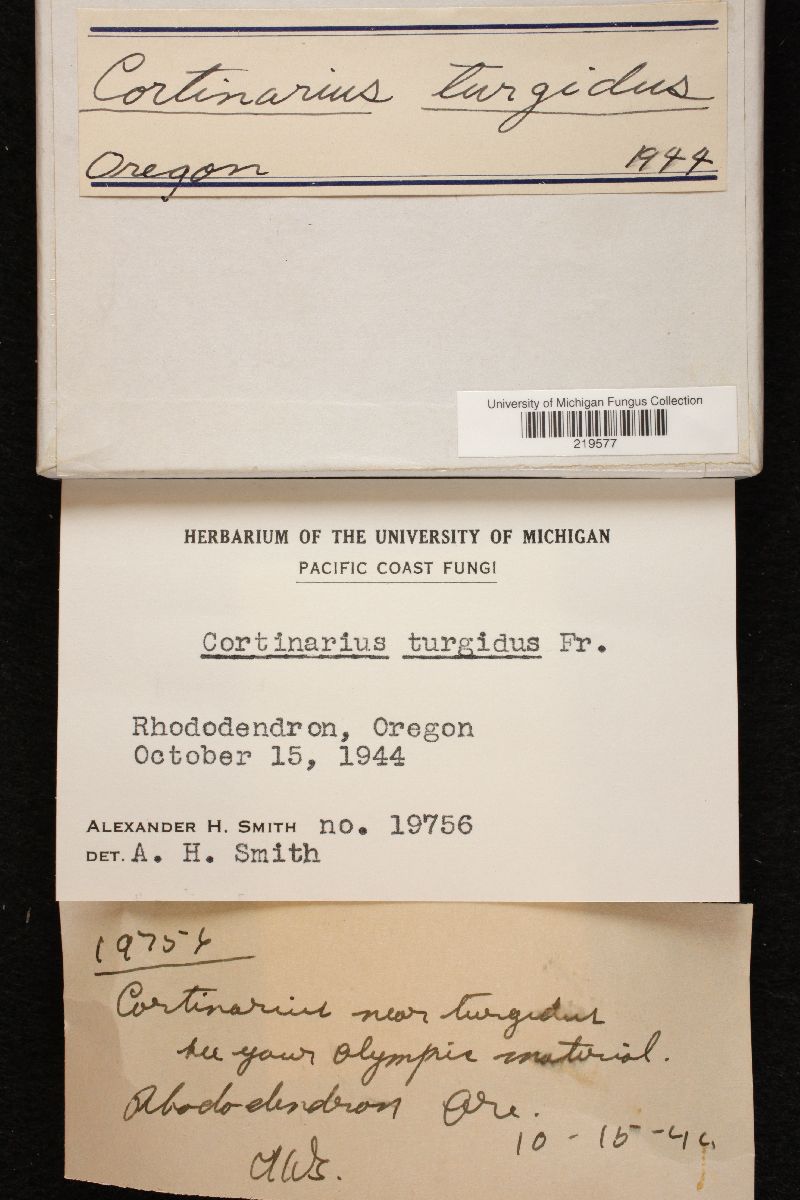 Cortinarius turgidus
Oregon 1944
University of Michigan Fungus Collection
219577
HERBARIUM OF THE UNIVERSITY OF MICHIGAN
PACIFIC COAST FUNGI
Cortinarius turgidus Fr.
Rhododendron, Oregon
October 15, 1944
ALEXANDER H. SMITH no. 19756
DET. A. H. Smith
19756
Cortinarius near turgidus
see your Olympic material.
Rhododendron Ore.
10-15-44